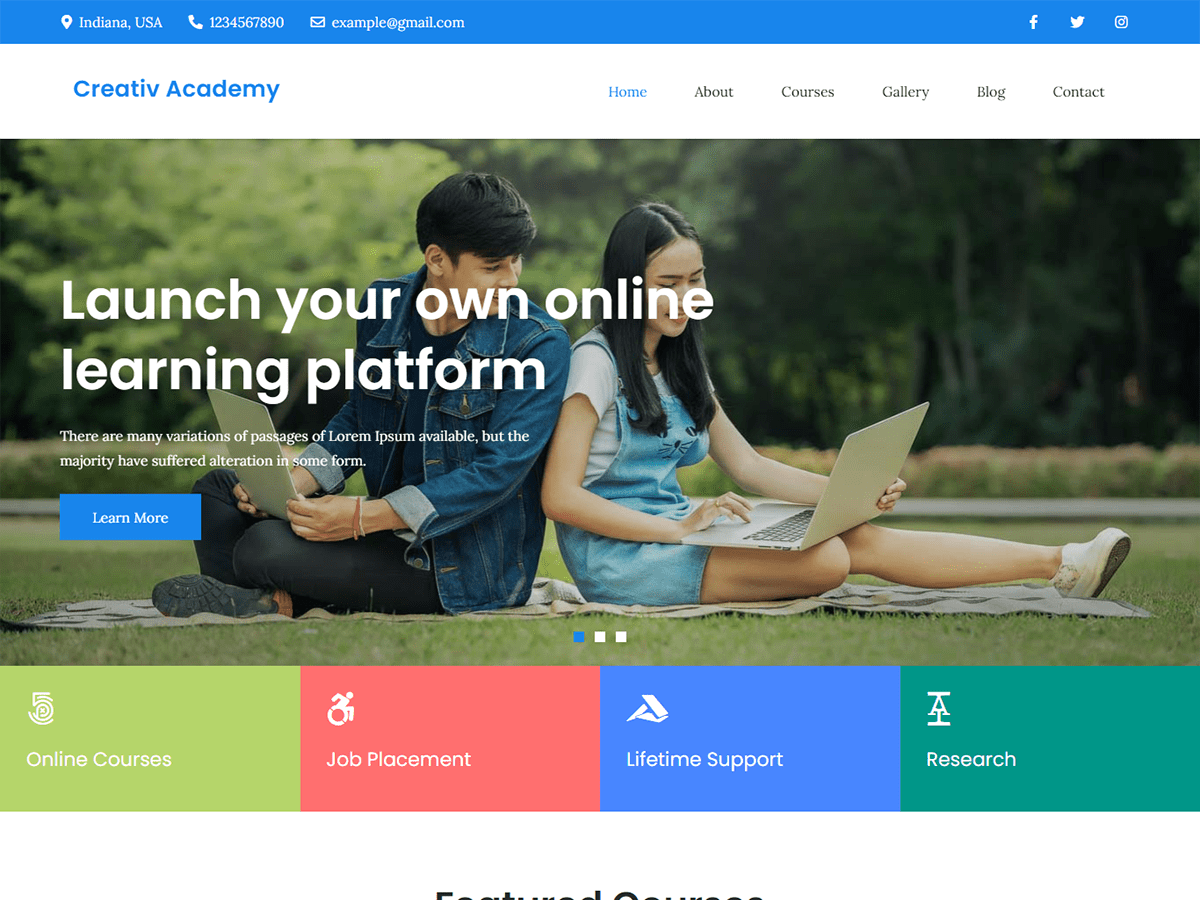 Indiana, USA 1234567890 example@gmail.com
Creativ Academy Home About Courses Gallery Blog Contact
Launch your own online
learning platform
There are many variations of passages of Lorem Ipsum available, but the
majority have suffered alteration in some form.
Learn More
Online Courses Job Placement Lifetime Support Research
Featured Courses